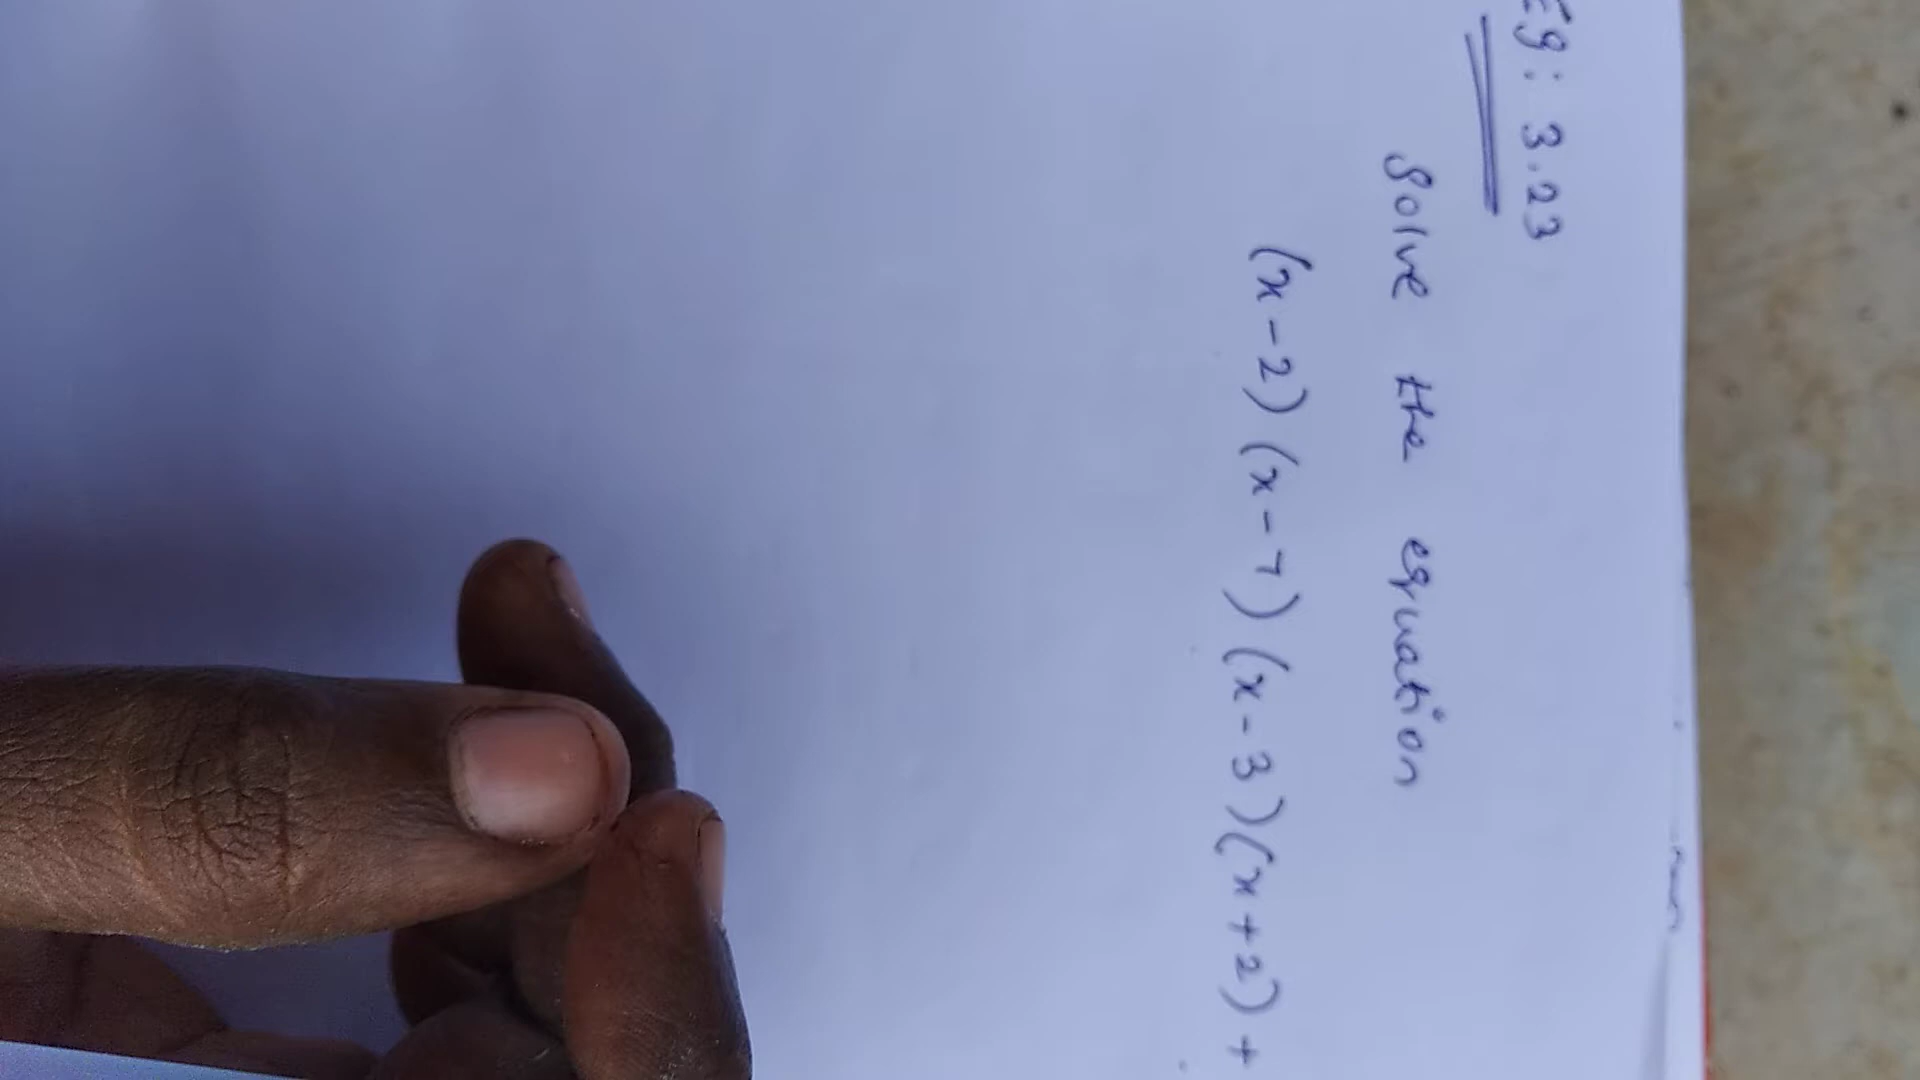 Eg: 3.23
Solve the equation
(x-2)(x-7)(x-3)(x+2)+